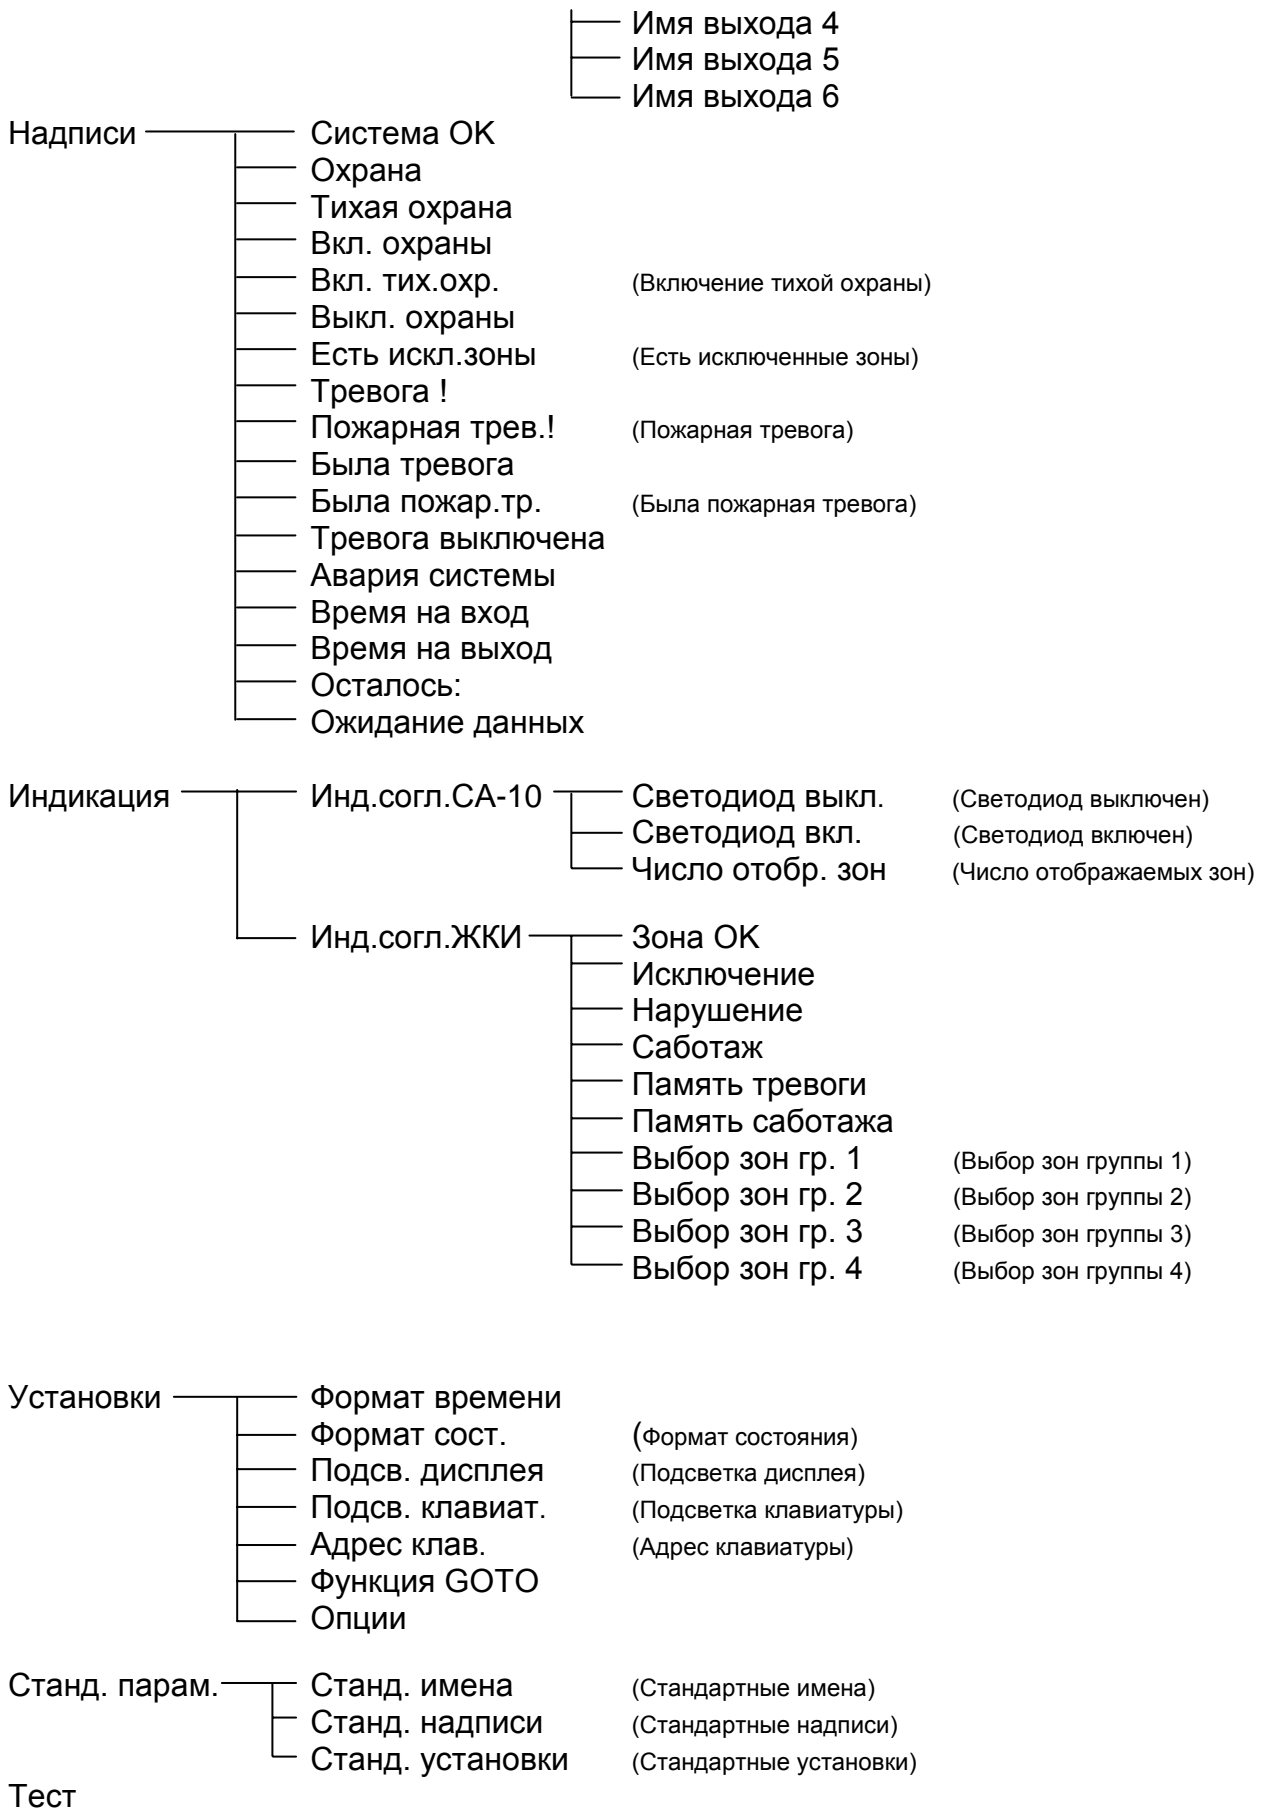 Имя выхода 4
Имя выхода 5
Имя выхода 6
Надписи Система OK
Охрана
Тихая охрана
Вкл. охраны
Вкл. тих.охр. (Включение тихой охраны)
Выкл. охраны
Есть искл.зоны (Есть исключенные зоны)
Тревога !
Пожарная трев.! (Пожарная тревога)
Была тревога
Была пожар.тр. (Была пожарная тревога)
Тревога выключена
Авария системы
Время на вход
Время на выход
Осталось:
Ожидание данных
Индикация Инд.согл.CA-10 Светодиод выкл. (Светодиод выключен)
Светодиод вкл. (Светодиод включен)
Число отобр. зон (Число отображаемых зон)
Инд.согл.ЖКИ Зона OK
Исключение
Нарушение
Саботаж
Память тревоги
Память саботажа
Выбор зон гр. 1 (Выбор зон группы 1)
Выбор зон гр. 2 (Выбор зон группы 2)
Выбор зон гр. 3 (Выбор зон группы 3)
Выбор зон гр. 4 (Выбор зон группы 4)
Установки Формат времени
Формат сост. (Формат состояния)
Подсв. дисплея (Подсветка дисплея)
Подсв. клавиат. (Подсветка клавиатуры)
Адрес клав. (Адрес клавиатуры)
Функция GOTO
Опции
Станд. парам. Станд. имена (Стандартные имена)
Станд. надписи (Стандартные надписи)
Станд. установки (Стандартные установки)
Тест